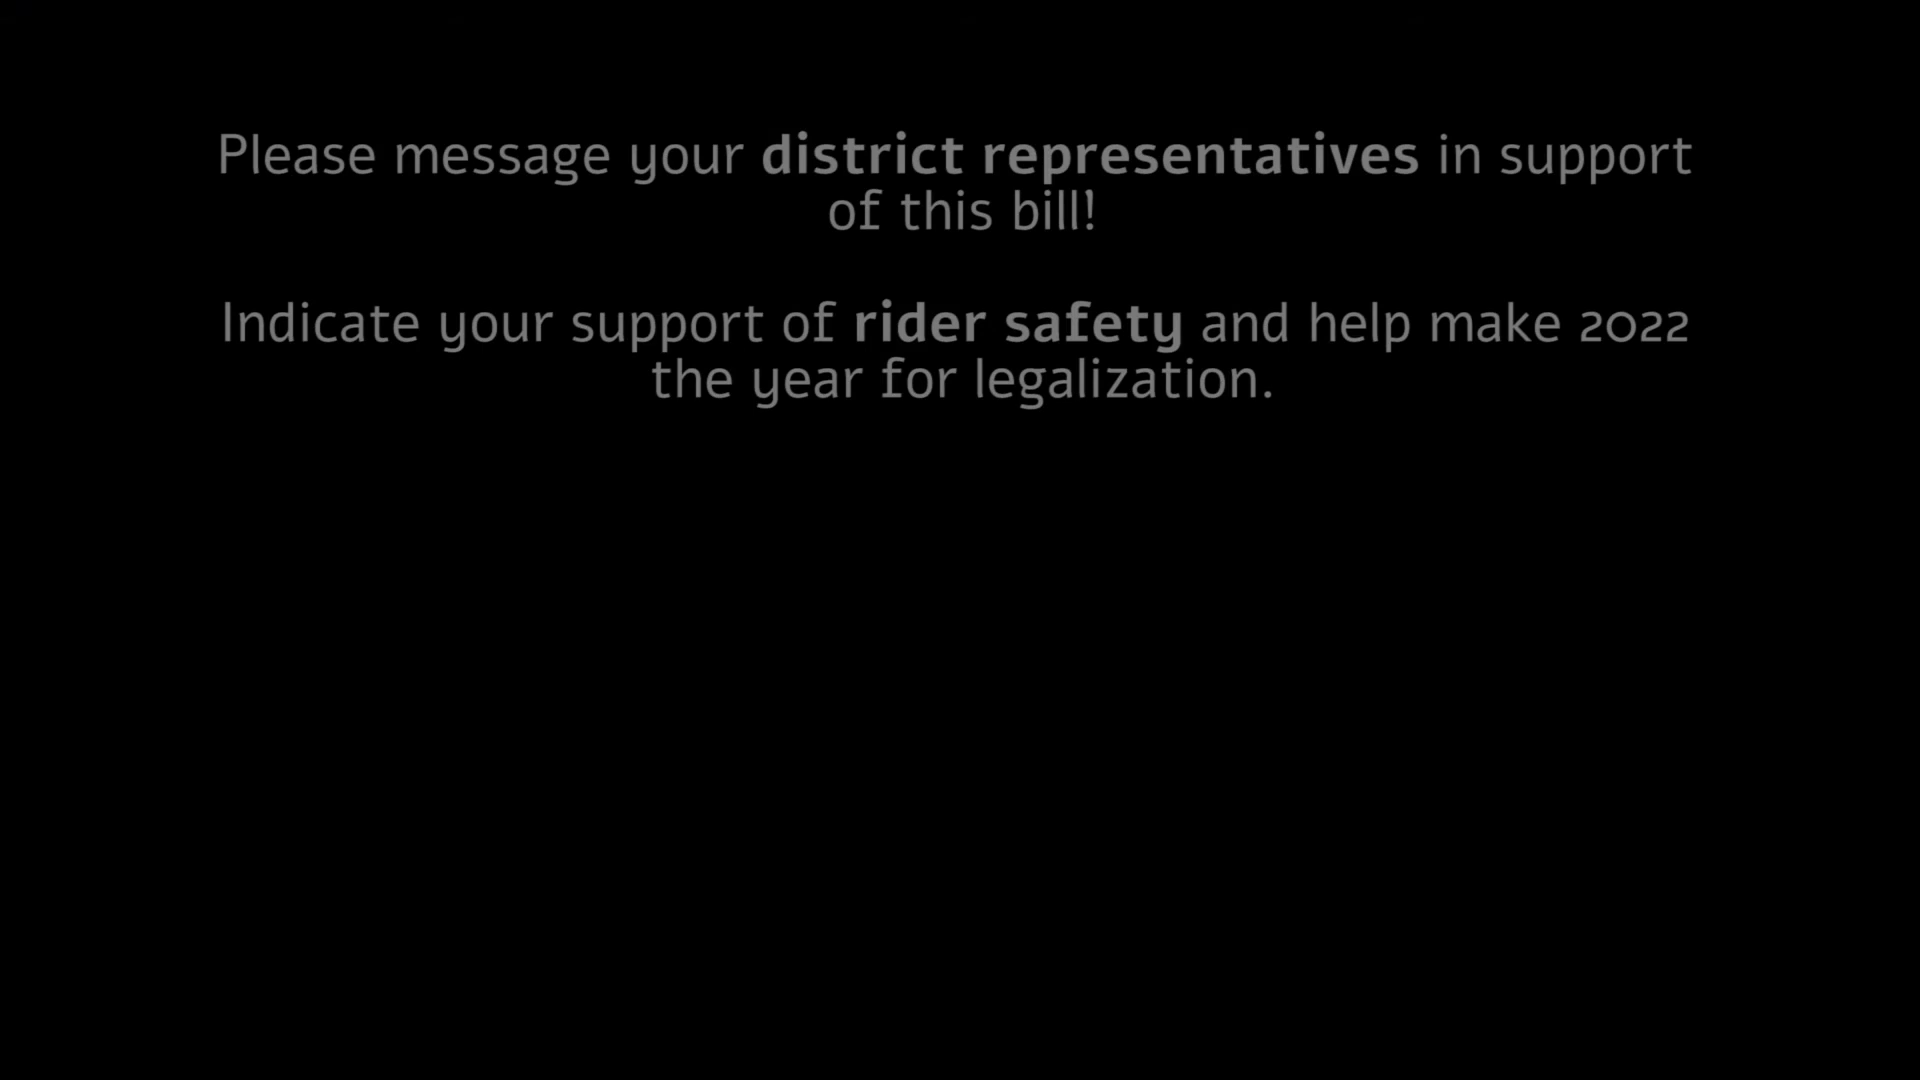 Please message your district representatives in support
of this bill!
Indicate your support of rider safety and help make 2022
the year for legalization.